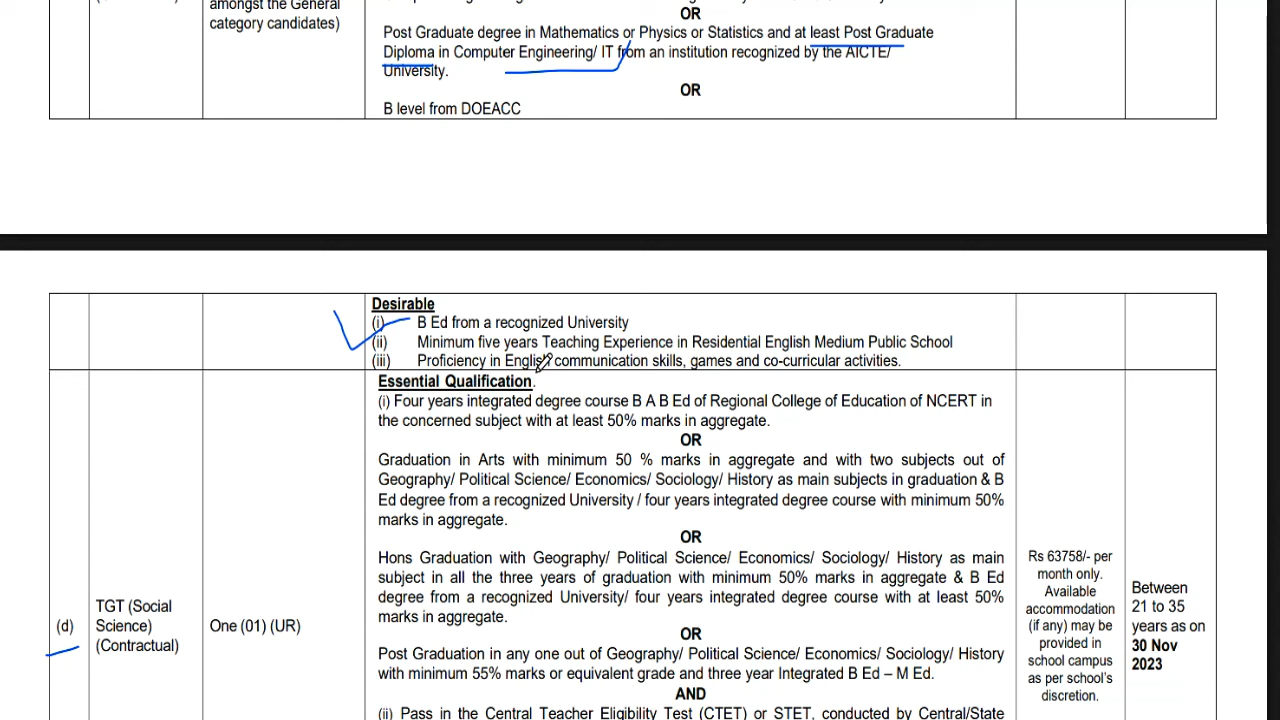 amongst the General
category candidates)
OR
Post Graduate degree in Mathematics or Physics or Statistics and at least Post Graduate
Diploma in Computer Engineering/ IT from an institution recognized by the AICTE/
University.
OR
B level from DOEACC
Desirable
(i) B Ed from a recognized University
(ii) Minimum five years Teaching Experience in Residential English Medium Public School
(iii) Proficiency in English communication skills, games and co-curricular activities.
(d)
TGT (Social
Science)
(Contractual)
One (01) (UR)
Essential Qualification.
(i) Four years integrated degree course B A B Ed of Regional College of Education of NCERT in
the concerned subject with at least 50% marks in aggregate.
OR
Graduation in Arts with minimum 50 % marks in aggregate and with two subjects out of
Geography/ Political Science/ Economics/ Sociology/ History as main subjects in graduation & B
Ed degree from a recognized University / four years integrated degree course with minimum 50%
marks in aggregate.
OR
Hons Graduation with Geography/ Political Science/ Economics/ Sociology/ History as main
subject in all the three years of graduation with minimum 50% marks in aggregate & B Ed
degree from a recognized University/ four years integrated degree course with at least 50%
marks in aggregate.
OR
Post Graduation in any one out of Geography/ Political Science/ Economics/ Sociology/ History
with minimum 55% marks or equivalent grade and three year Integrated B Ed – M Ed.
AND
(ii) Pass in the Central Teacher Eligibility Test (CTET) or STET, conducted by Central/State
Rs 63758/- per
month only.
Available
accommodation
(if any) may be
provided in
school campus
as per school's
discretion.
Between
21 to 35
years as on
30 Nov
2023